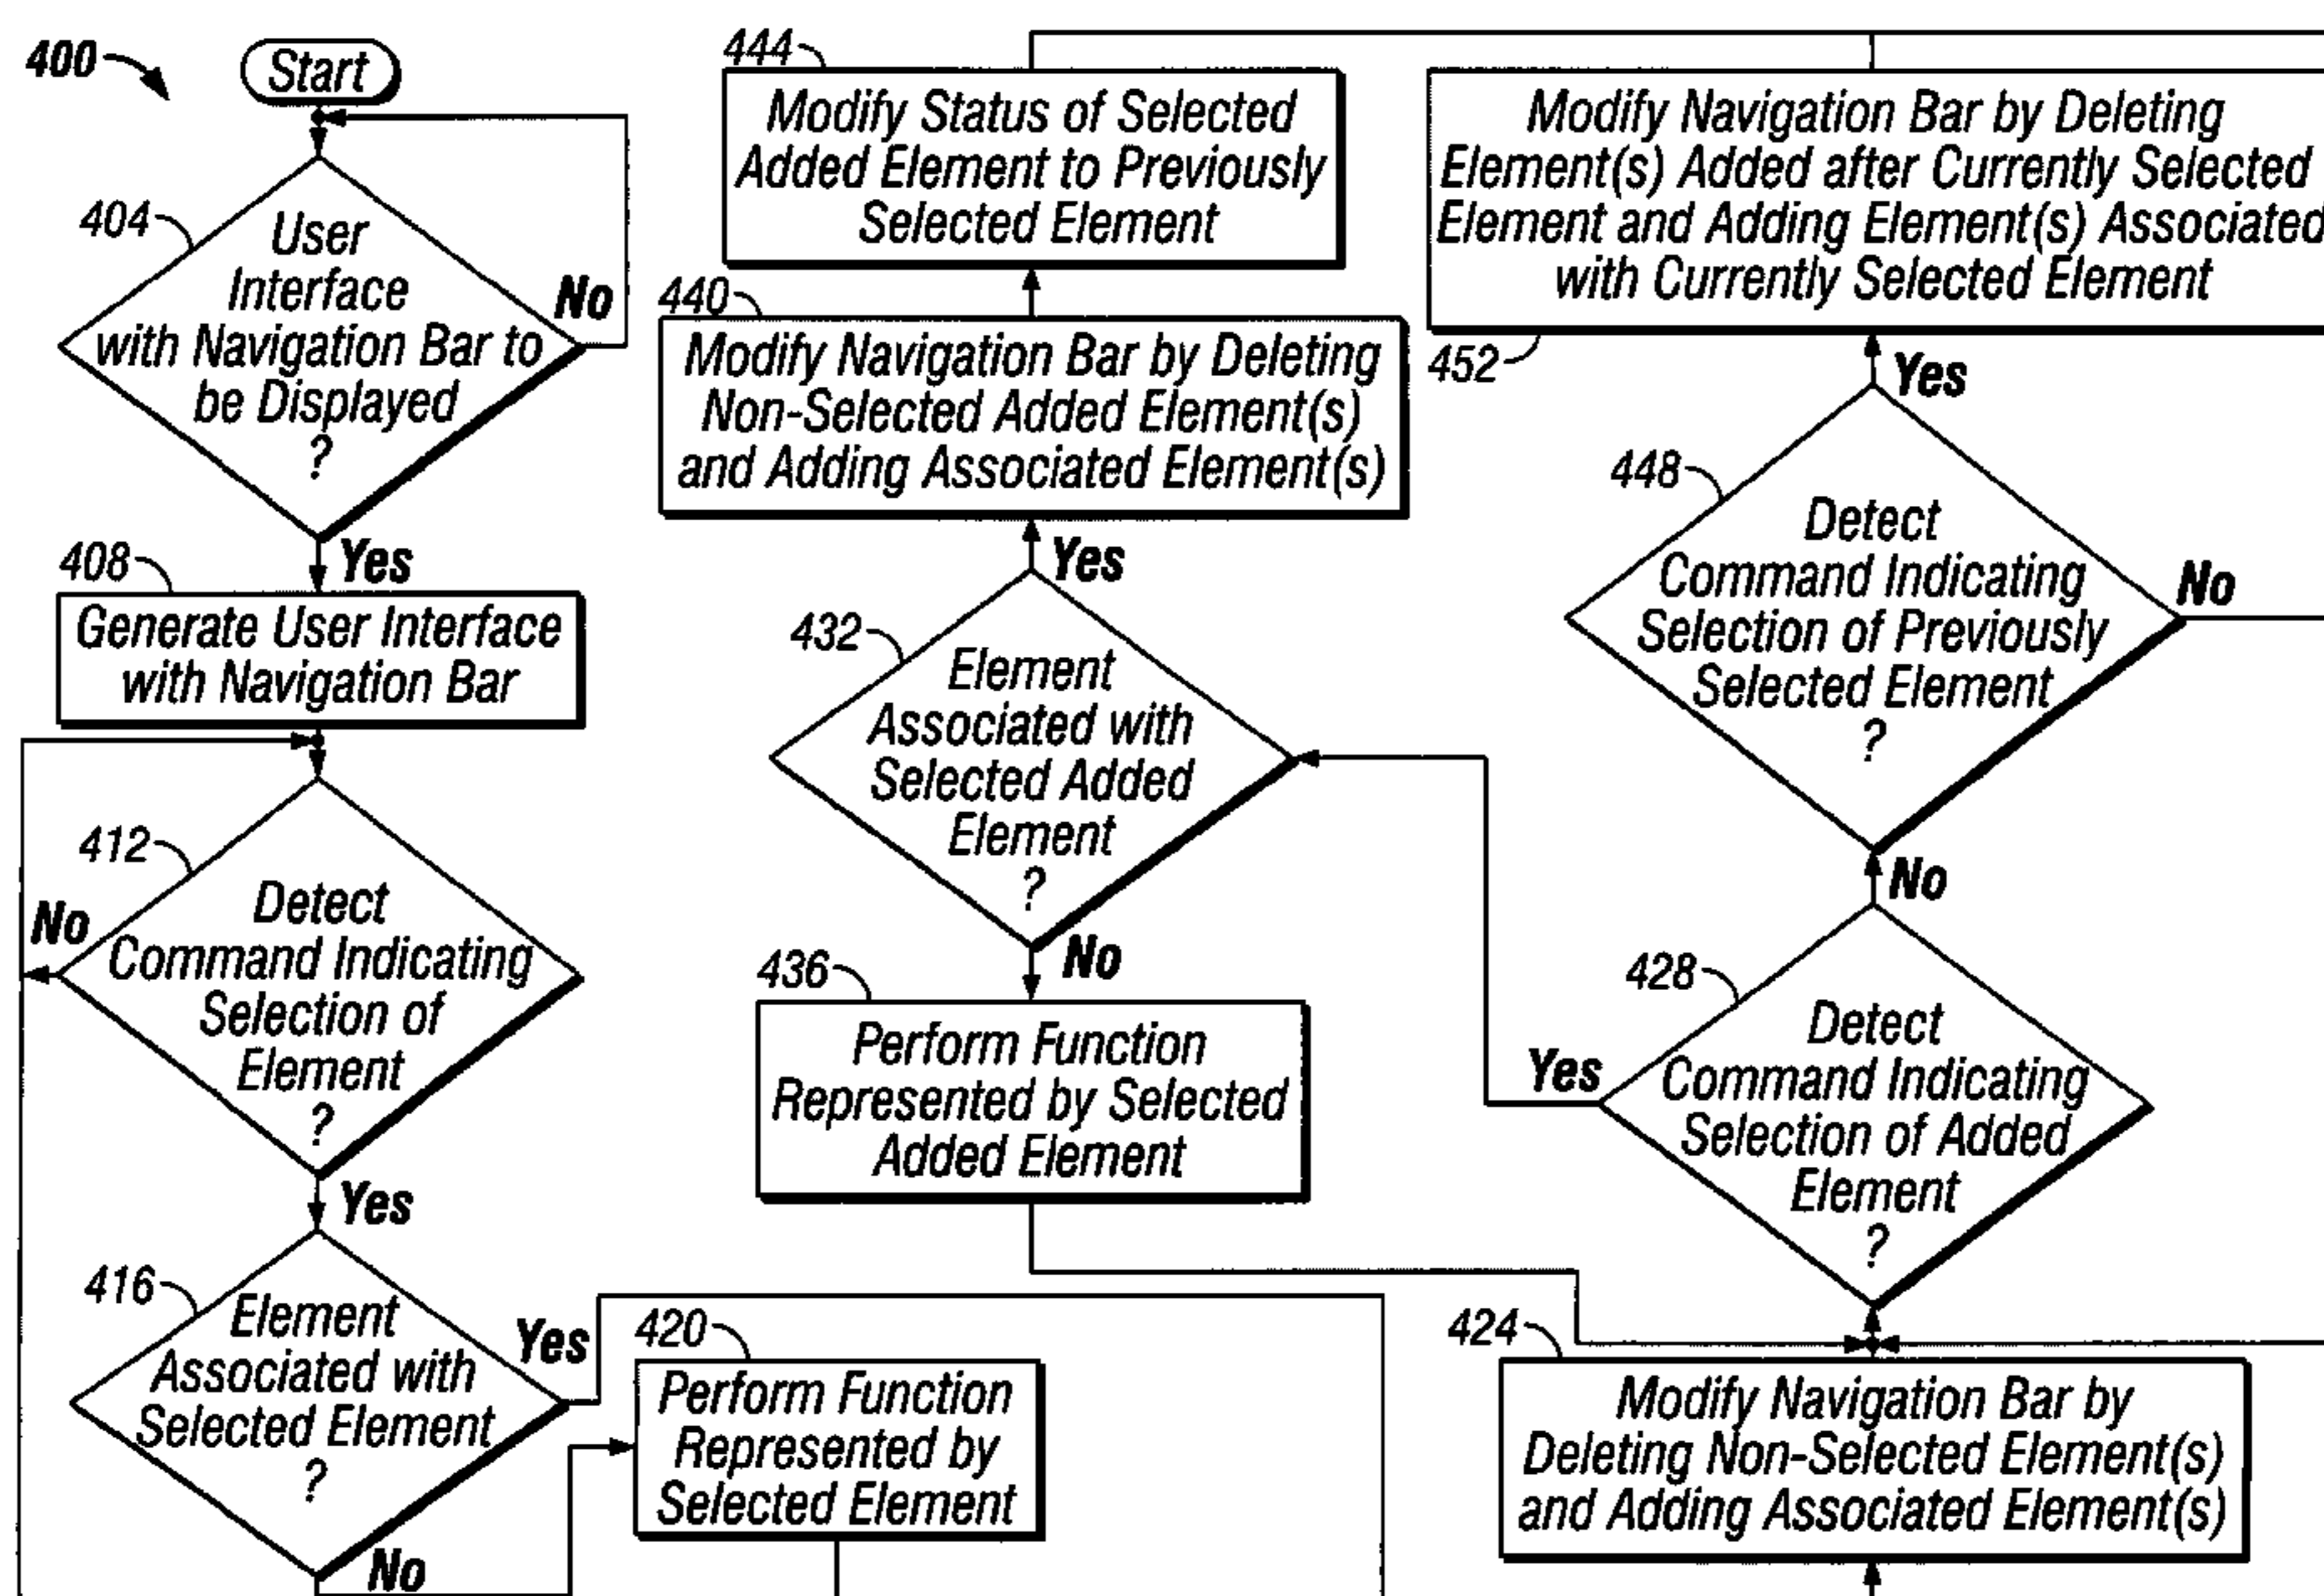 400
Start
404
User
Interface
with Navigation Bar to
be Displayed
?
No
Yes
408
Generate User Interface
with Navigation Bar
412
Detect
Command Indicating
Selection of
Element
?
No
Yes
416
Element
Associated with
Selected Element
?
Yes
No
420
Perform Function
Represented by
Selected Element
444
Modify Status of Selected
Added Element to Previously
Selected Element
440
Modify Navigation Bar by Deleting
Non-Selected Added Element(s)
and Adding Associated Element(s)
Yes
432
Element
Associated with
Selected Added
Element
?
No
436
Perform Function
Represented by Selected
Added Element
Modify Navigation Bar by Deleting
Element(s) Added after Currently Selected
Element and Adding Element(s) Associated
with Currently Selected Element
452
Yes
448
Detect
Command Indicating
Selection of Previously
Selected Element
?
No
No
428
Detect
Command Indicating
Selection of Added
Element
?
Yes
424
Modify Navigation Bar by
Deleting Non-Selected Element(s)
and Adding Associated Element(s)